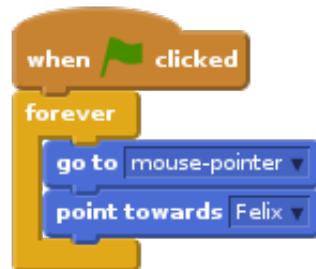 when clicked
forever
go to mouse-pointer
point towards Felix